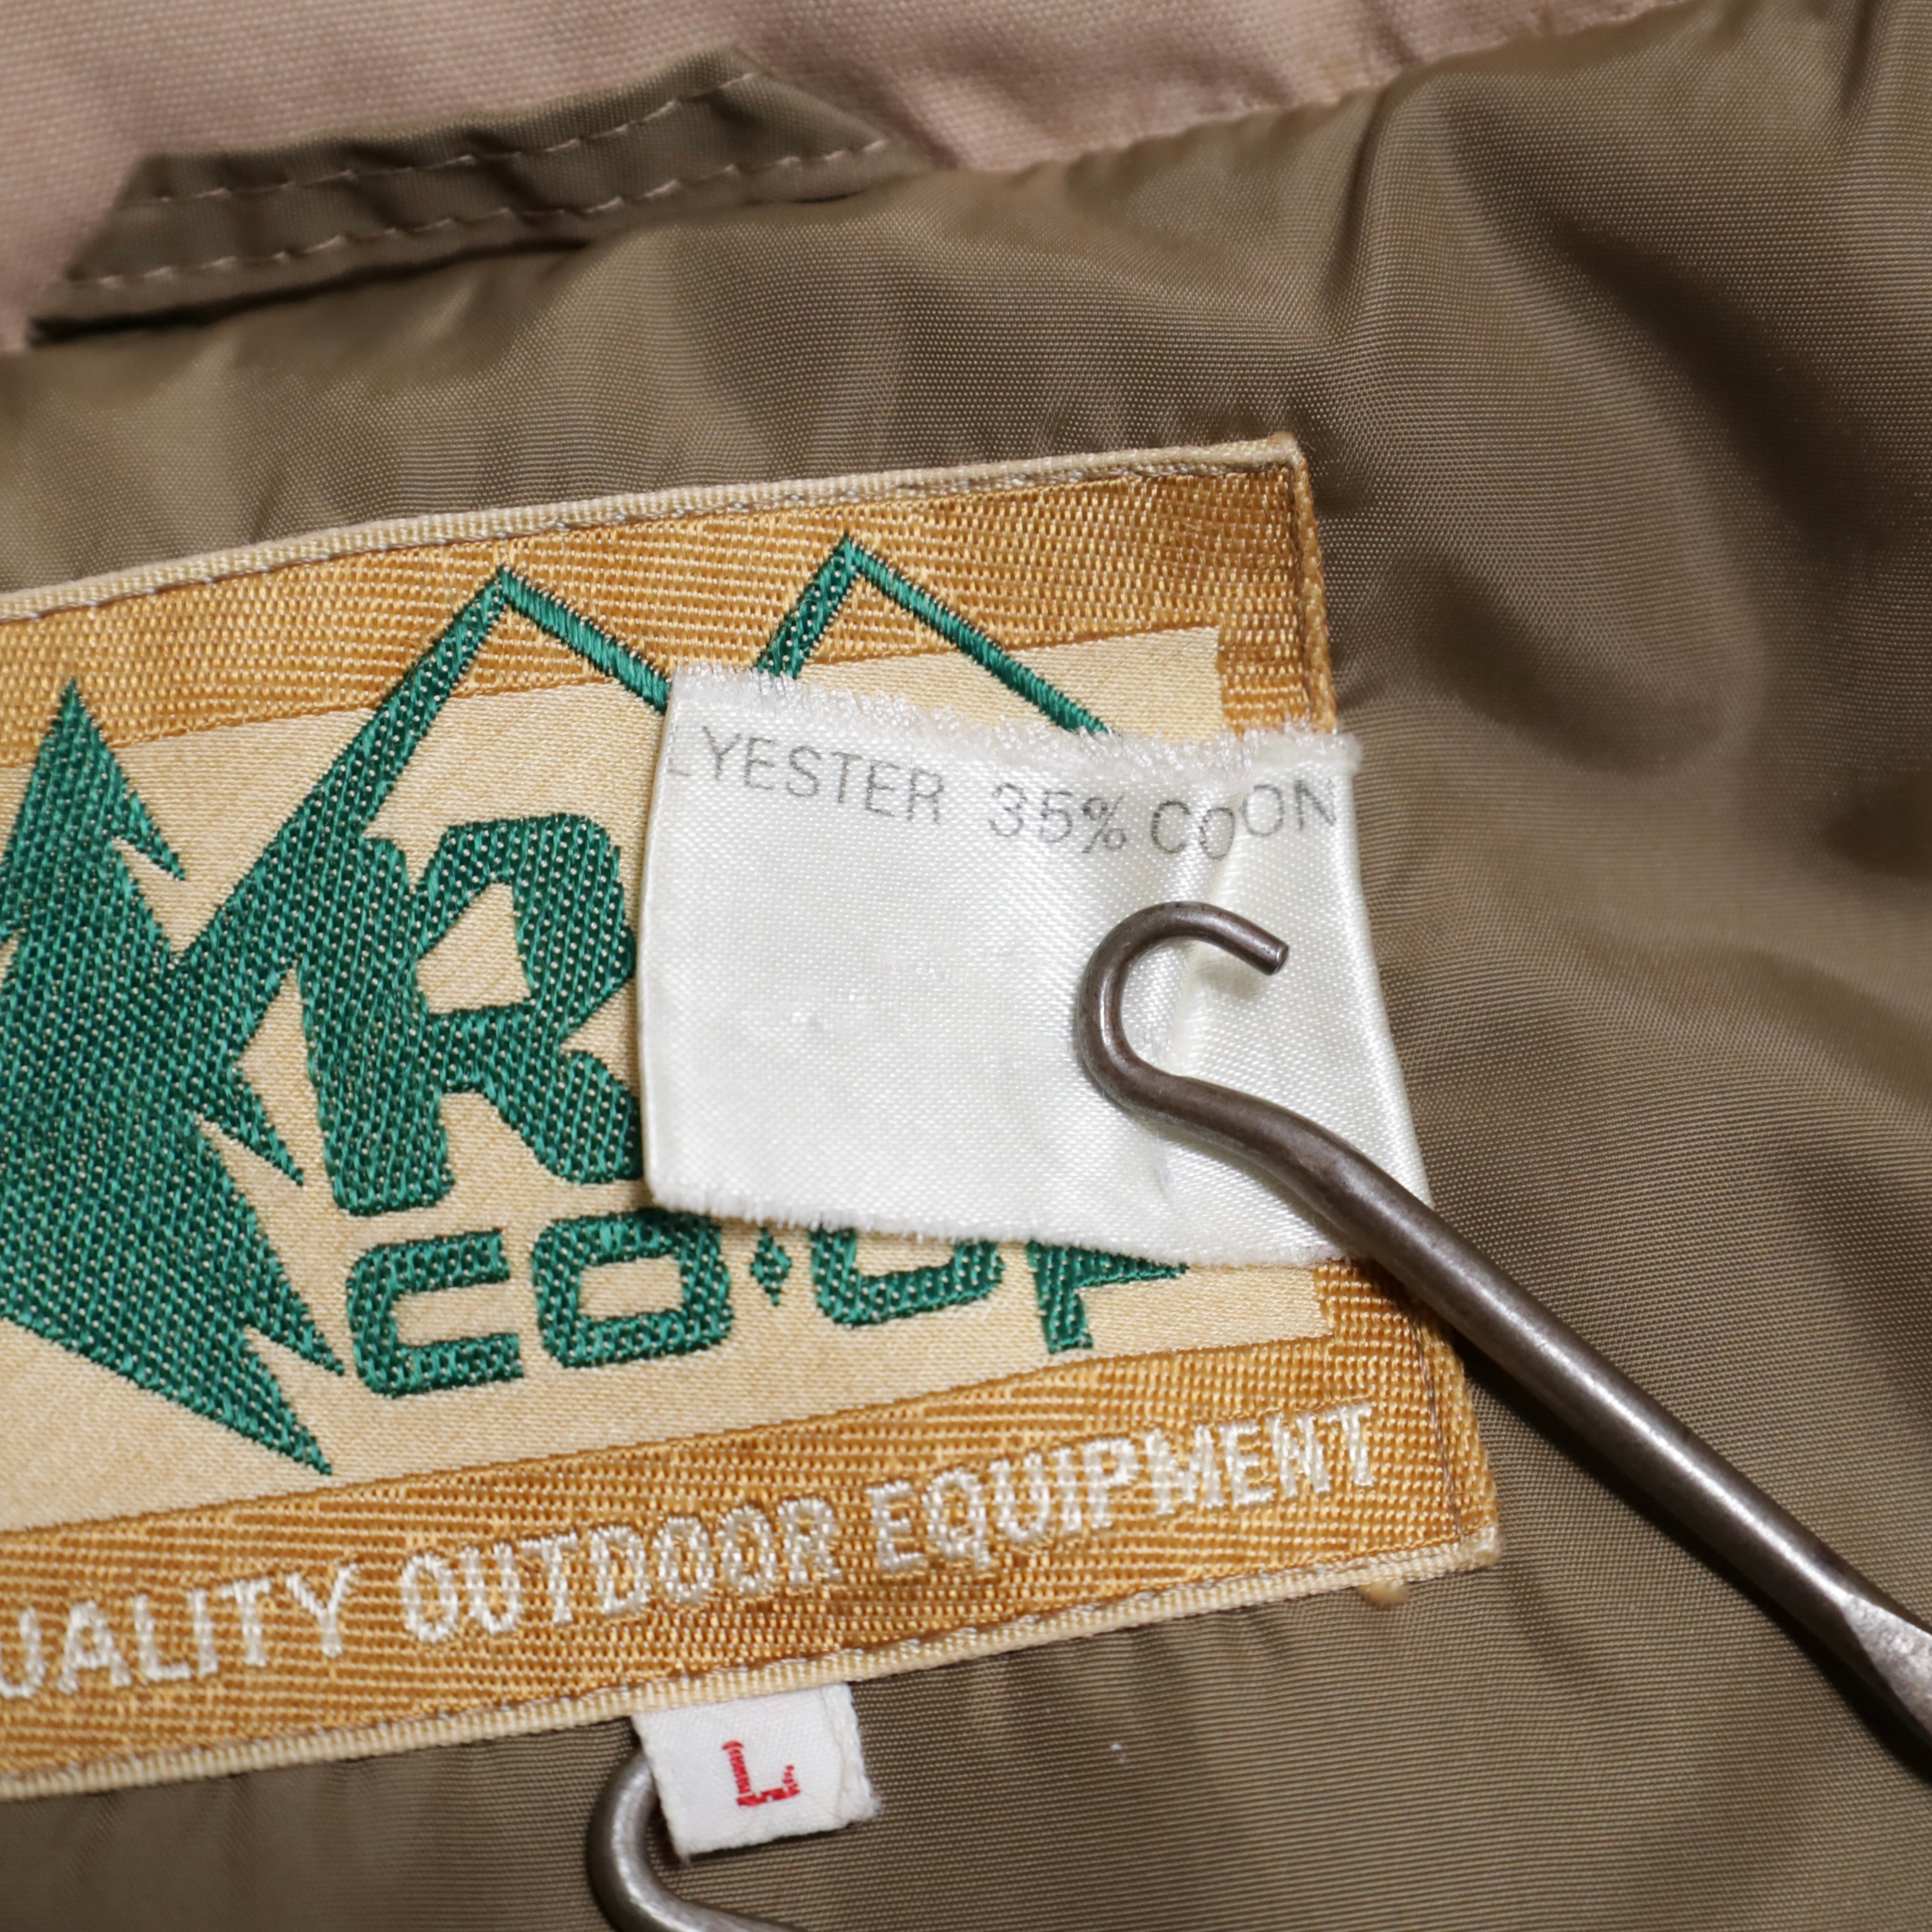 LYESTER 35% COON
R
CO·OP
UALITY OUTDOOR EQUIPMENT
L